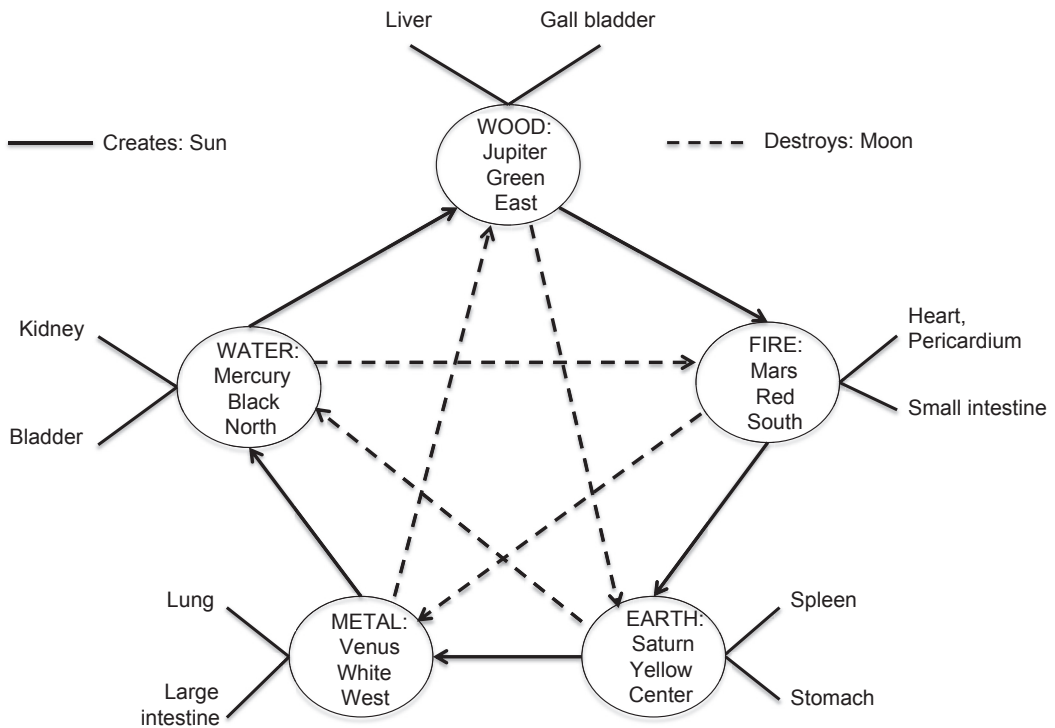 Liver
Gall bladder
Creates: Sun
WOOD:
Jupiter
Green
East
Destroys: Moon
Kidney
Bladder
WATER:
Mercury
Black
North
FIRE:
Mars
Red
South
Heart,
Pericardium
Small intestine
Lung
Large
intestine
METAL:
Venus
White
West
EARTH:
Saturn
Yellow
Center
Spleen
Stomach